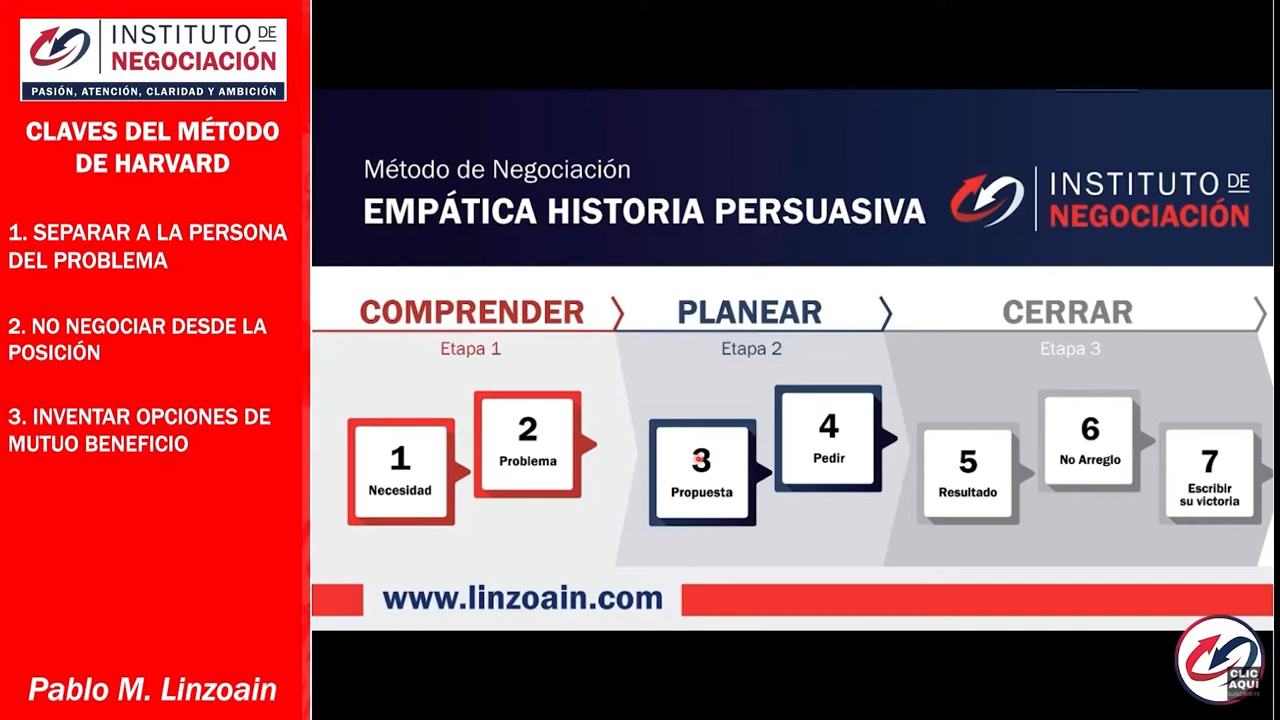 INSTITUTO DE
NEGOCIACIÓN
PASIÓN, ATENCIÓN, CLARIDAD Y AMBICIÓN
CLAVES DEL MÉTODO
DE HARVARD
1. SEPARAR A LA PERSONA
DEL PROBLEMA
2. NO NEGOCIAR DESDE LA
POSICIÓN
3. INVENTAR OPCIONES DE
MUTUO BENEFICIO
Pablo M. Linzoain
Método de Negociación
EMPÁTICA HISTORIA PERSUASIVA
INSTITUTO DE
NEGOCIACIÓN
COMPRENDER
Etapa 1
PLANEAR
Etapa 2
CERRAR
Etapa 3
1
Necesidad
2
Problema
3
Propuesta
4
Pedir
5
Resultado
6
No Arreglo
7
Escribir
su victoria
www.linzoain.com
CLIC
AQUÍ